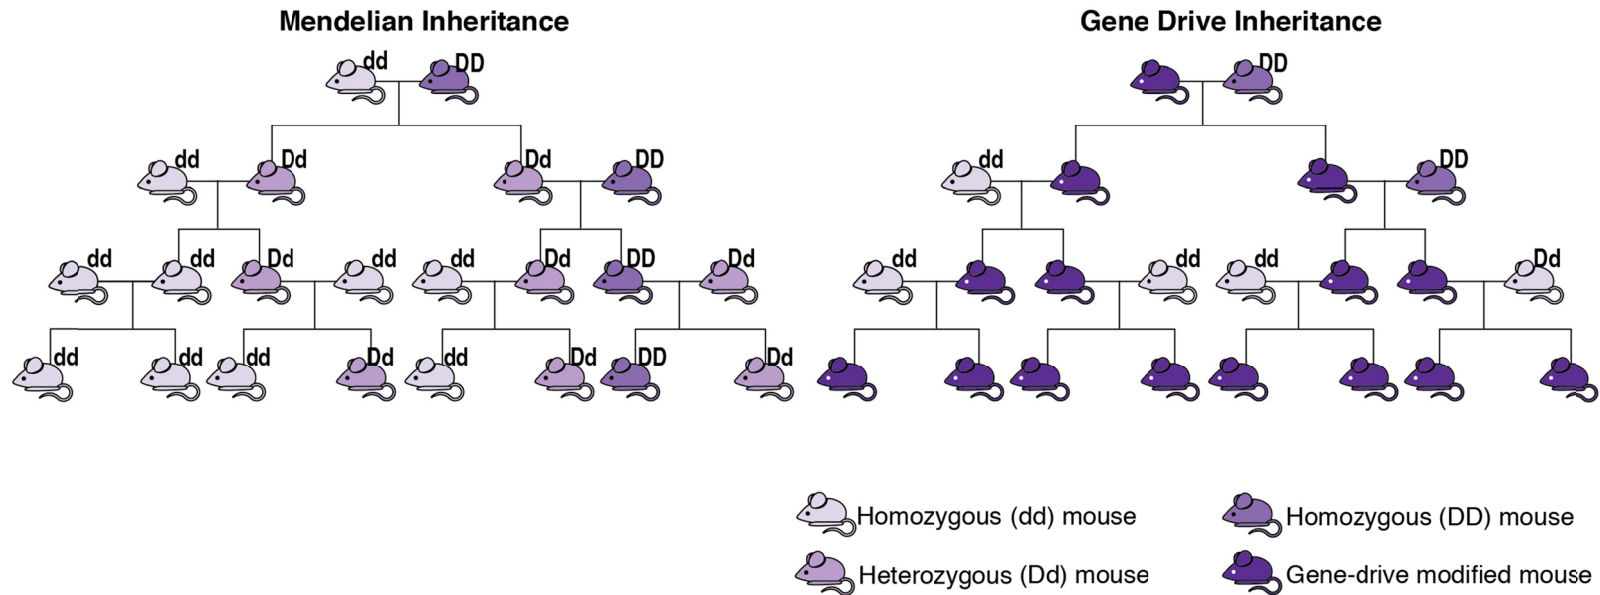 Mendelian Inheritance
Gene Drive Inheritance
dd DD
DD
dd Dd Dd DD
dd DD
dd dd Dd dd dd Dd DD Dd
dd dd dd Dd
dd dd dd Dd dd Dd DD Dd
Homozygous (dd) mouse
Homozygous (DD) mouse
Heterozygous (Dd) mouse
Gene-drive modified mouse